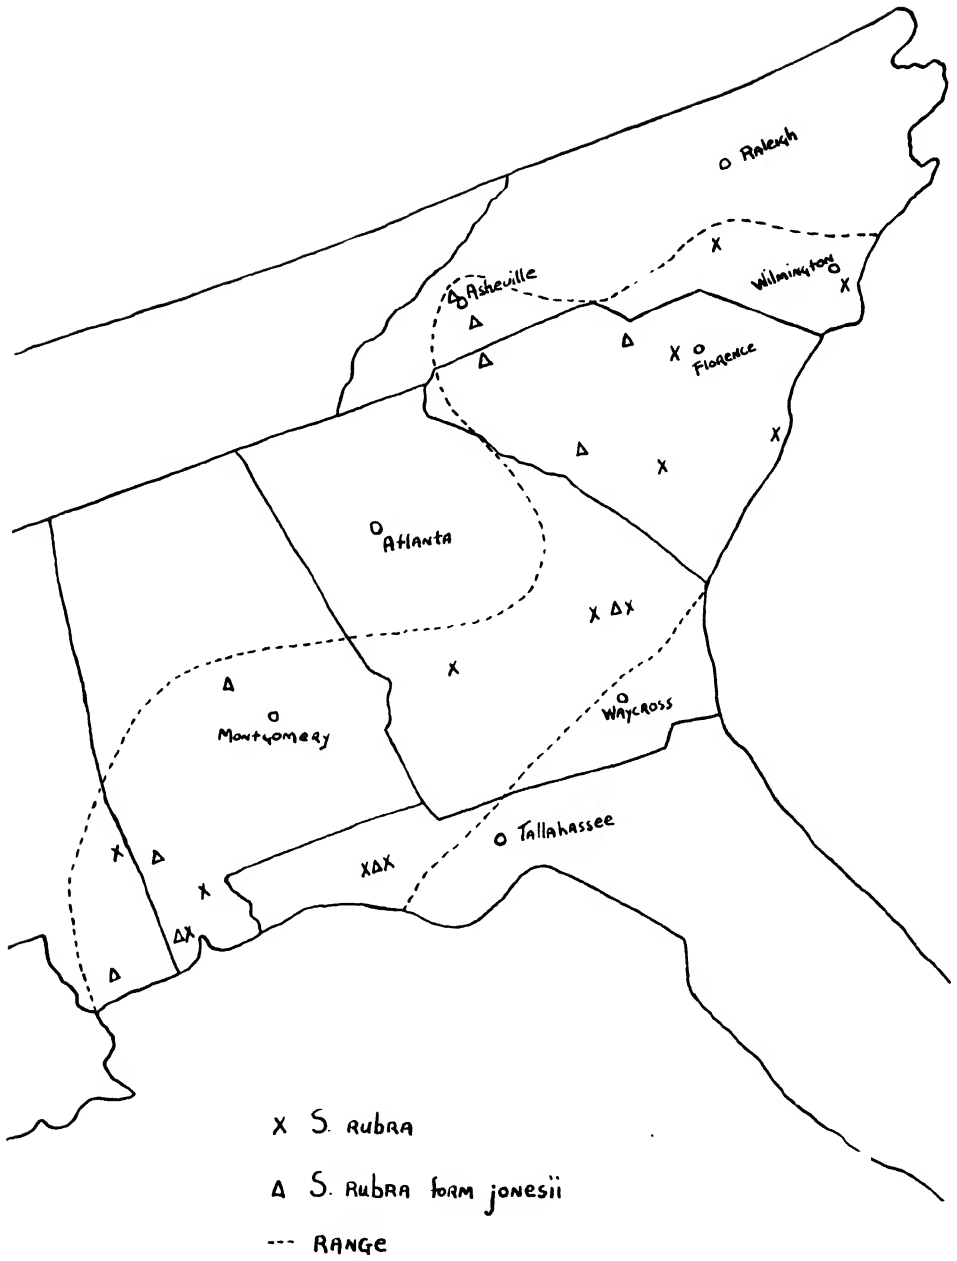 Raleigh
Wilmington
Asheville
Florence
Atlanta
Waycross
Montgomery
Tallahassee
X S. rubra
Δ S. rubra form jonesii
--- Range